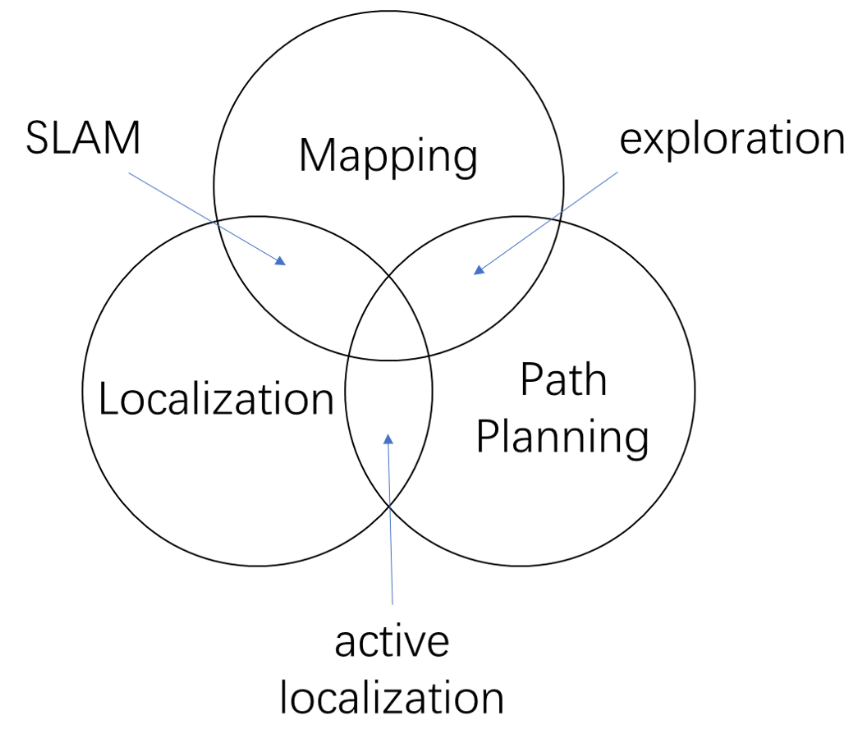 SLAM
Mapping
exploration
Localization
Path
Planning
active
localization